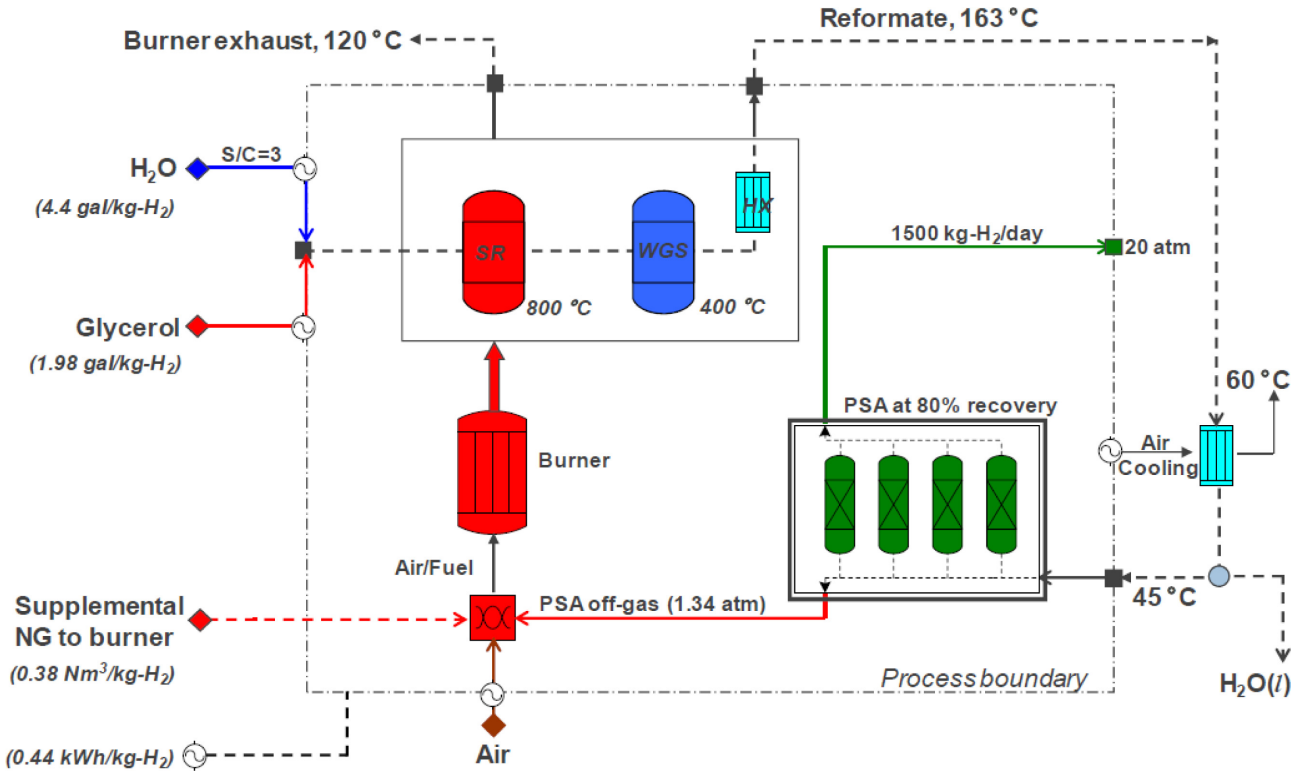 Reformate, 163 °C
Burner exhaust, 120 °C
H₂O
S/C=3
(4.4 gal/kg-H₂)
HX
SR
WGS
1500 kg-H₂/day
20 atm
800 °C
400 °C
Glycerol
(1.98 gal/kg-H₂)
60 °C
PSA at 80% recovery
Burner
Air
Cooling
Air/Fuel
PSA off-gas (1.34 atm)
45 °C
Supplemental
NG to burner
(0.38 Nm³/kg-H₂)
Process boundary
H₂O(l)
(0.44 kWh/kg-H₂)
Air